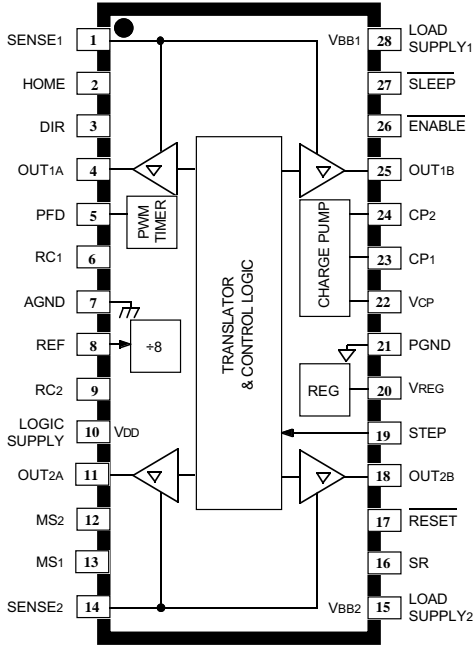 SENSE1 1
HOME 2
DIR 3
OUT1A 4
PFD 5
RC1 6
AGND 7
REF 8
RC2 9
LOGIC
SUPPLY 10 VDD
OUT2A 11
MS2 12
MS1 13
SENSE2 14
PWM
TIMER
÷8
TRANSLATOR
& CONTROL LOGIC
CHARGE PUMP
REG
VBB1 28 LOAD
SUPPLY1
27 SLEEP
26 ENABLE
25 OUT1B
24 CP2
23 CP1
22 VCP
21 PGND
20 VREG
19 STEP
18 OUT2B
17 RESET
16 SR
VBB2 15 LOAD
SUPPLY2